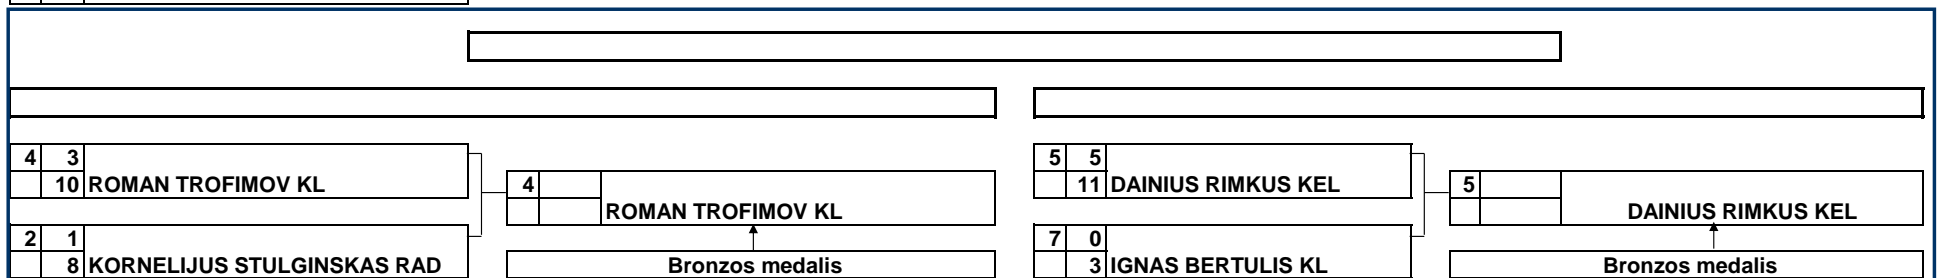 4 3 5 5
10 ROMAN TROFIMOV KL 4 11 DAINIUS RIMKUS KEL 5
ROMAN TROFIMOV KL DAINIUS RIMKUS KEL
2 1 7 0
8 KORNELIJUS STULGINSKAS RAD Bronzos medalis 3 IGNAS BERTULIS KL Bronzos medalis